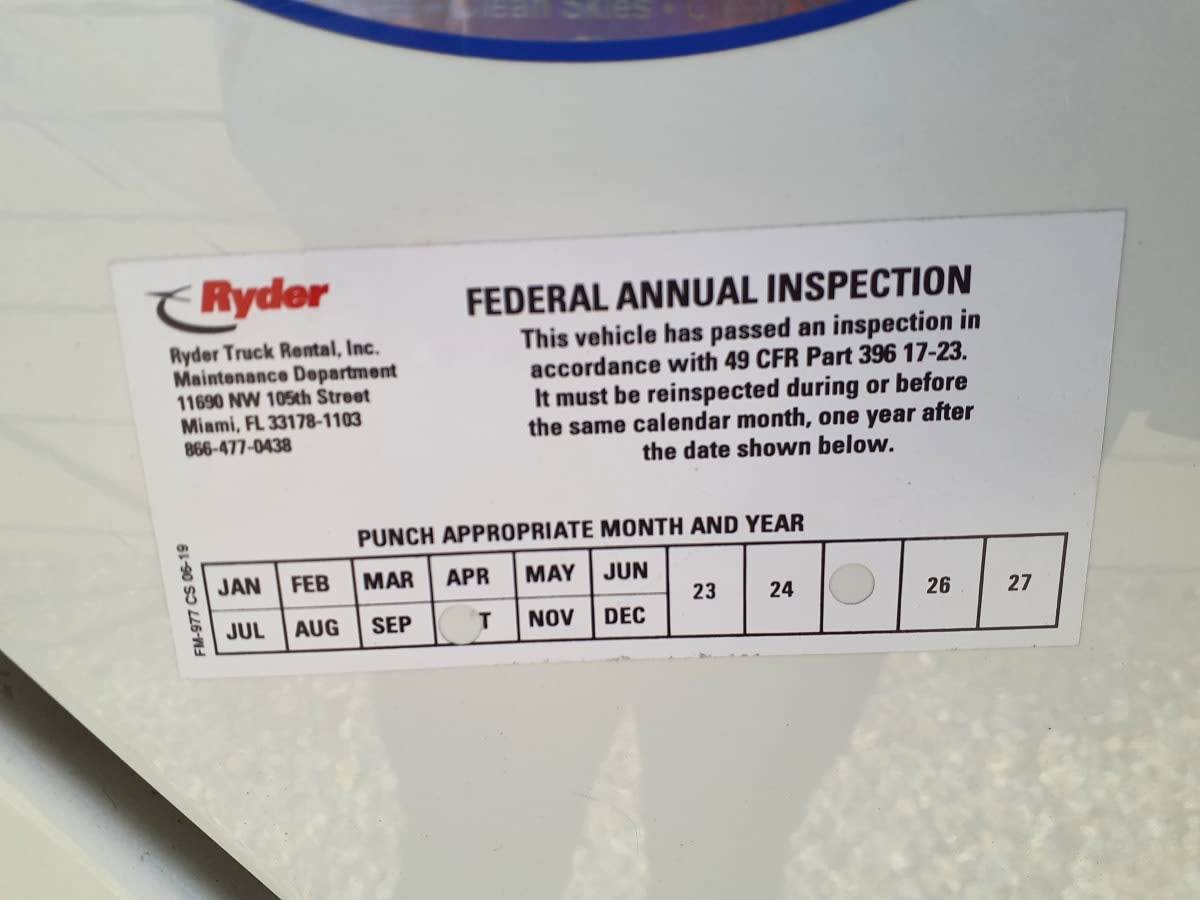 Clean Skies
Ryder
Ryder Truck Rental, Inc.
Maintenance Department
11690 NW 105th Street
Miami, FL 33178-1103
866-477-0438
FEDERAL ANNUAL INSPECTION
This vehicle has passed an inspection in
accordance with 49 CFR Part 396 17-23.
It must be reinspected during or before
the same calendar month, one year after
the date shown below.
PUNCH APPROPRIATE MONTH AND YEAR
FM-977 CS 06-19
JAN FEB MAR APR MAY JUN 23 24 26 27
JUL AUG SEP T NOV DEC